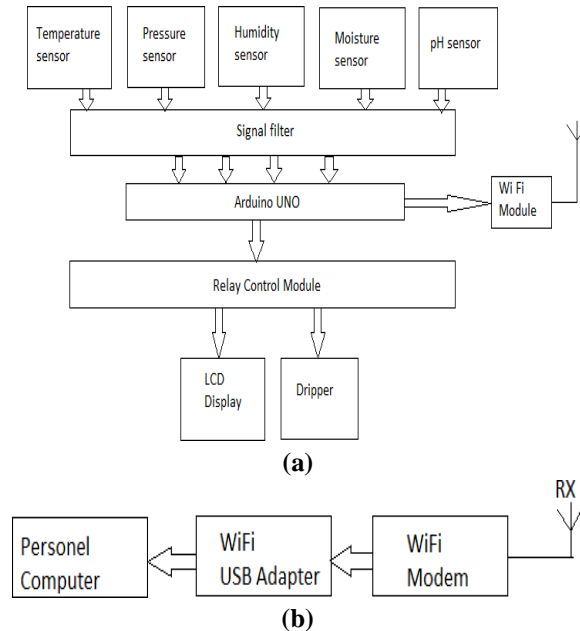 Temperature
sensor
Pressure
sensor
Humidity
sensor
Moisture
sensor
pH sensor
Signal filter
Arduino UNO
Wi Fi
Module
Relay Control Module
LCD
Display
Dripper
(a)
RX
Personel
Computer
WiFi
USB Adapter
WiFi
Modem
(b)